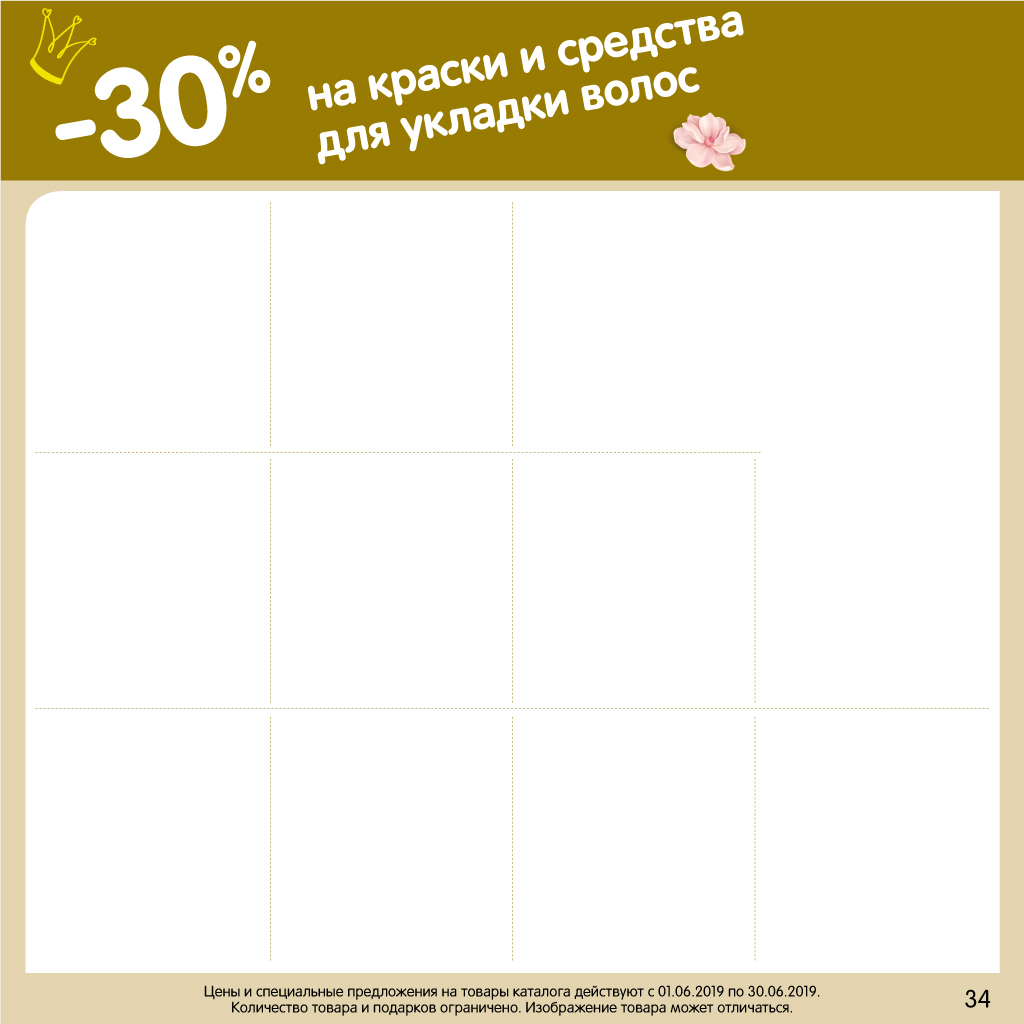 -30%
на краски и средства
для укладки волос
Цены и специальные предложения на товары каталога действуют с 01.06.2019 по 30.06.2019.
Количество товара и подарков ограничено. Изображение товара может отличаться.
34